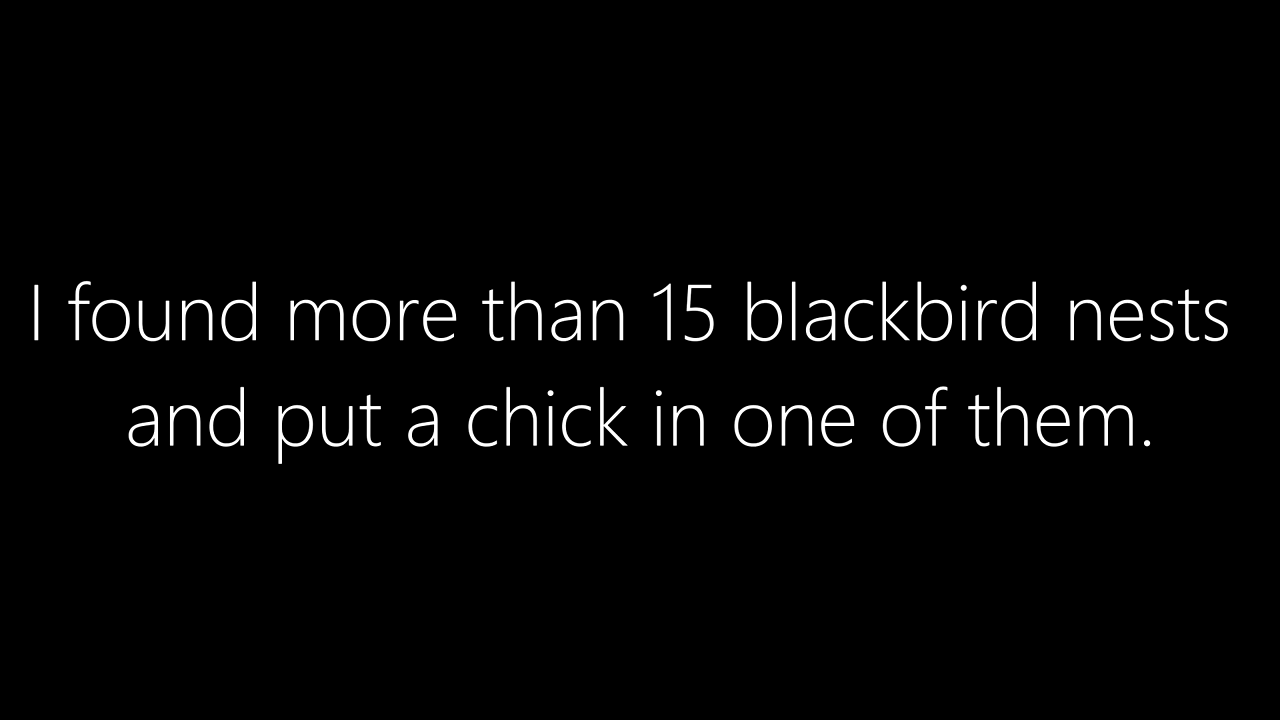 I found more than 15 blackbird nests
and put a chick in one of them.